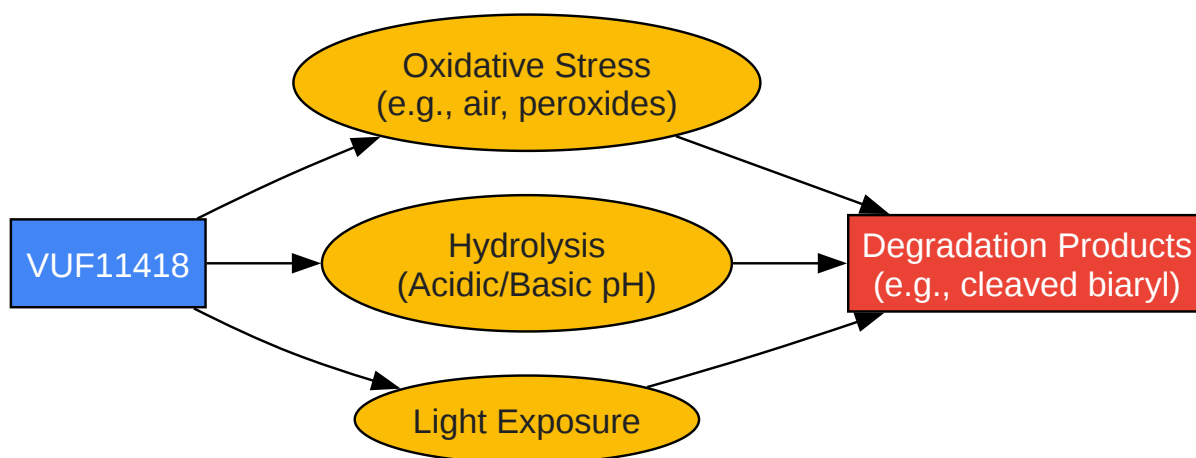 Oxidative Stress
(e.g., air, peroxides)
VUF11418
Hydrolysis
(Acidic/Basic pH)
Degradation Products
(e.g., cleaved biaryl)
Light Exposure